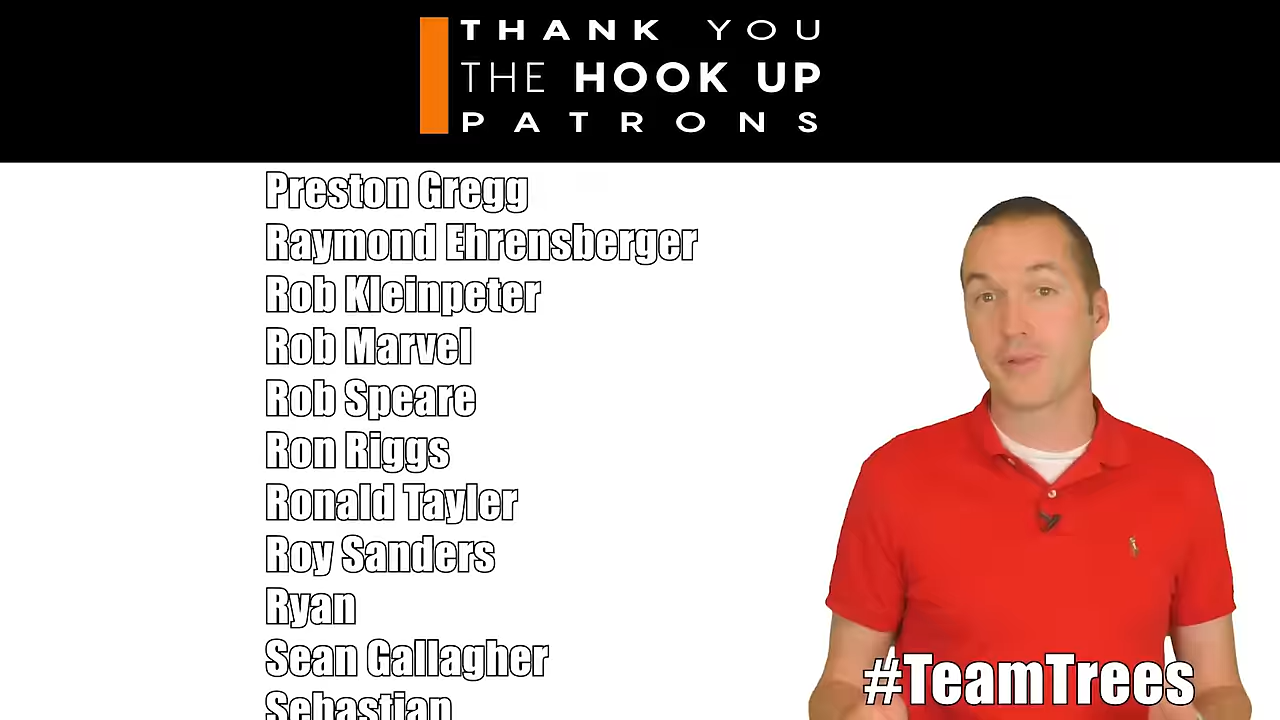 THANK YOU
THE HOOK UP
PATRONS
Preston Gregg
Raymond Ehrensberger
Rob Kleinpeter
Rob Marvel
Rob Speare
Ron Riggs
Ronald Tayler
Roy Sanders
Ryan
Sean Gallagher
Sebastian
#TeamTrees